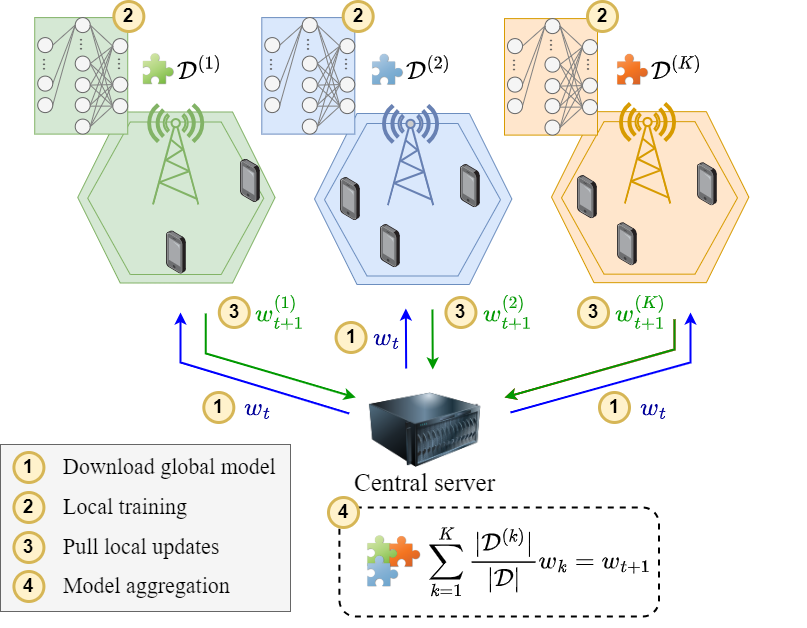 2 2 2
𝒟^{(1)} 𝒟^{(2)} 𝒟^{(K)}
3 w_{t+1}^{(1)} 3 w_{t+1}^{(2)} 3 w_{t+1}^{(K)}
1 w_t
1 w_t 1 w_t
Central server
1 Download global model
2 Local training
3 Pull local updates
4 Model aggregation
4
\sum_{k=1}^{K} \frac{|𝒟^{(k)}|}{|𝒟|} w_k = w_{t+1}